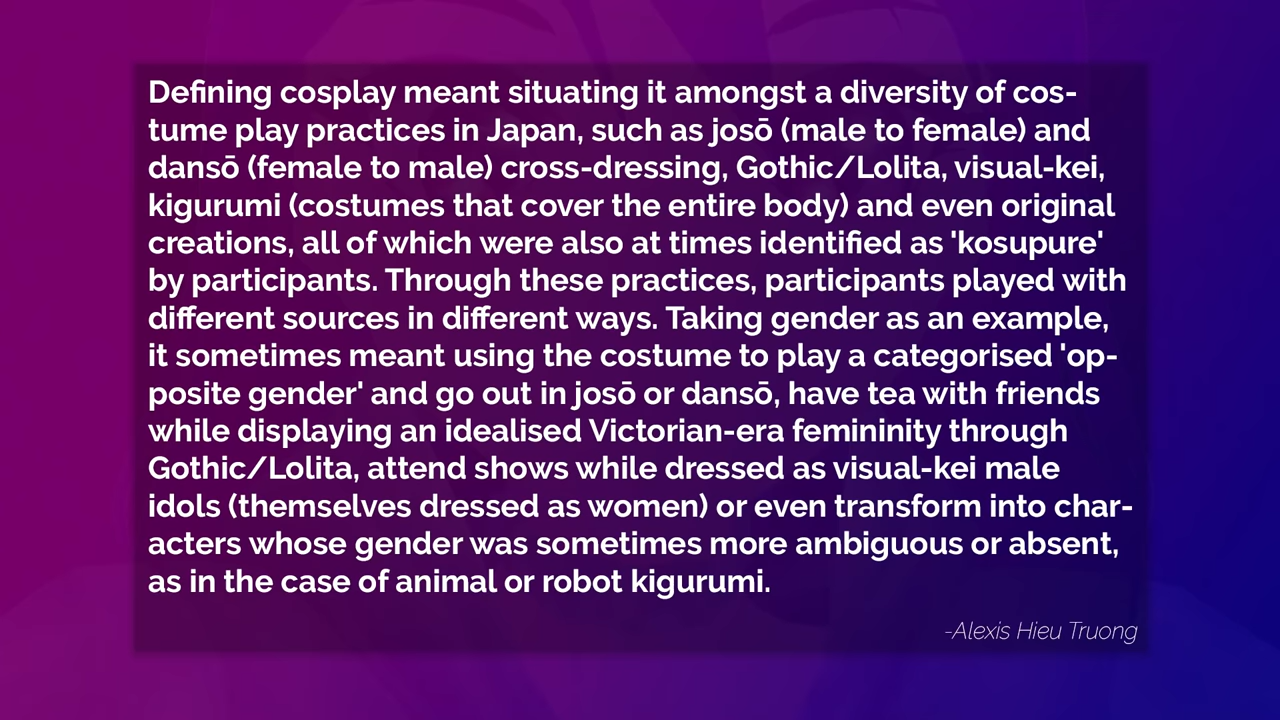 Defining cosplay meant situating it amongst a diversity of cos-
tume play practices in Japan, such as josō (male to female) and
dansō (female to male) cross-dressing, Gothic/Lolita, visual-kei,
kigurumi (costumes that cover the entire body) and even original
creations, all of which were also at times identified as 'kosupure'
by participants. Through these practices, participants played with
different sources in different ways. Taking gender as an example,
it sometimes meant using the costume to play a categorised 'op-
posite gender' and go out in josō or dansō, have tea with friends
while displaying an idealised Victorian-era femininity through
Gothic/Lolita, attend shows while dressed as visual-kei male
idols (themselves dressed as women) or even transform into char-
acters whose gender was sometimes more ambiguous or absent,
as in the case of animal or robot kigurumi.
-Alexis Hieu Truong